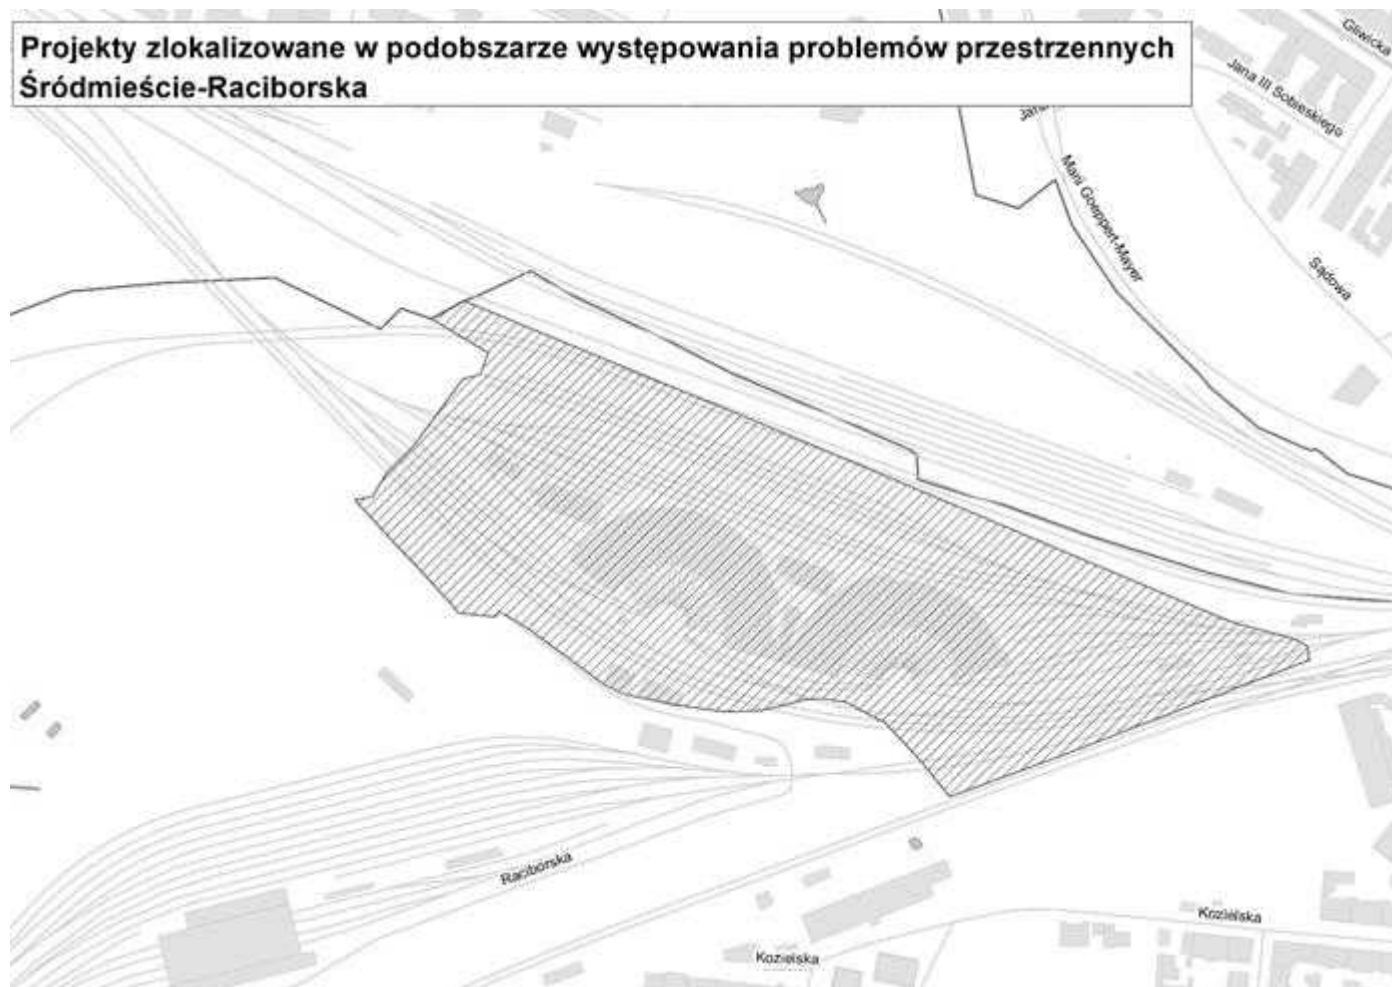 Projekty zlokalizowane w podobszarze występowania problemów przestrzennych
Śródmieście-Raciborska
Gliwicka
Jana III Sobieskiego
Marii Goeppert-Mayer
Sądowa
Raciborska
Kozielska
Kozielska